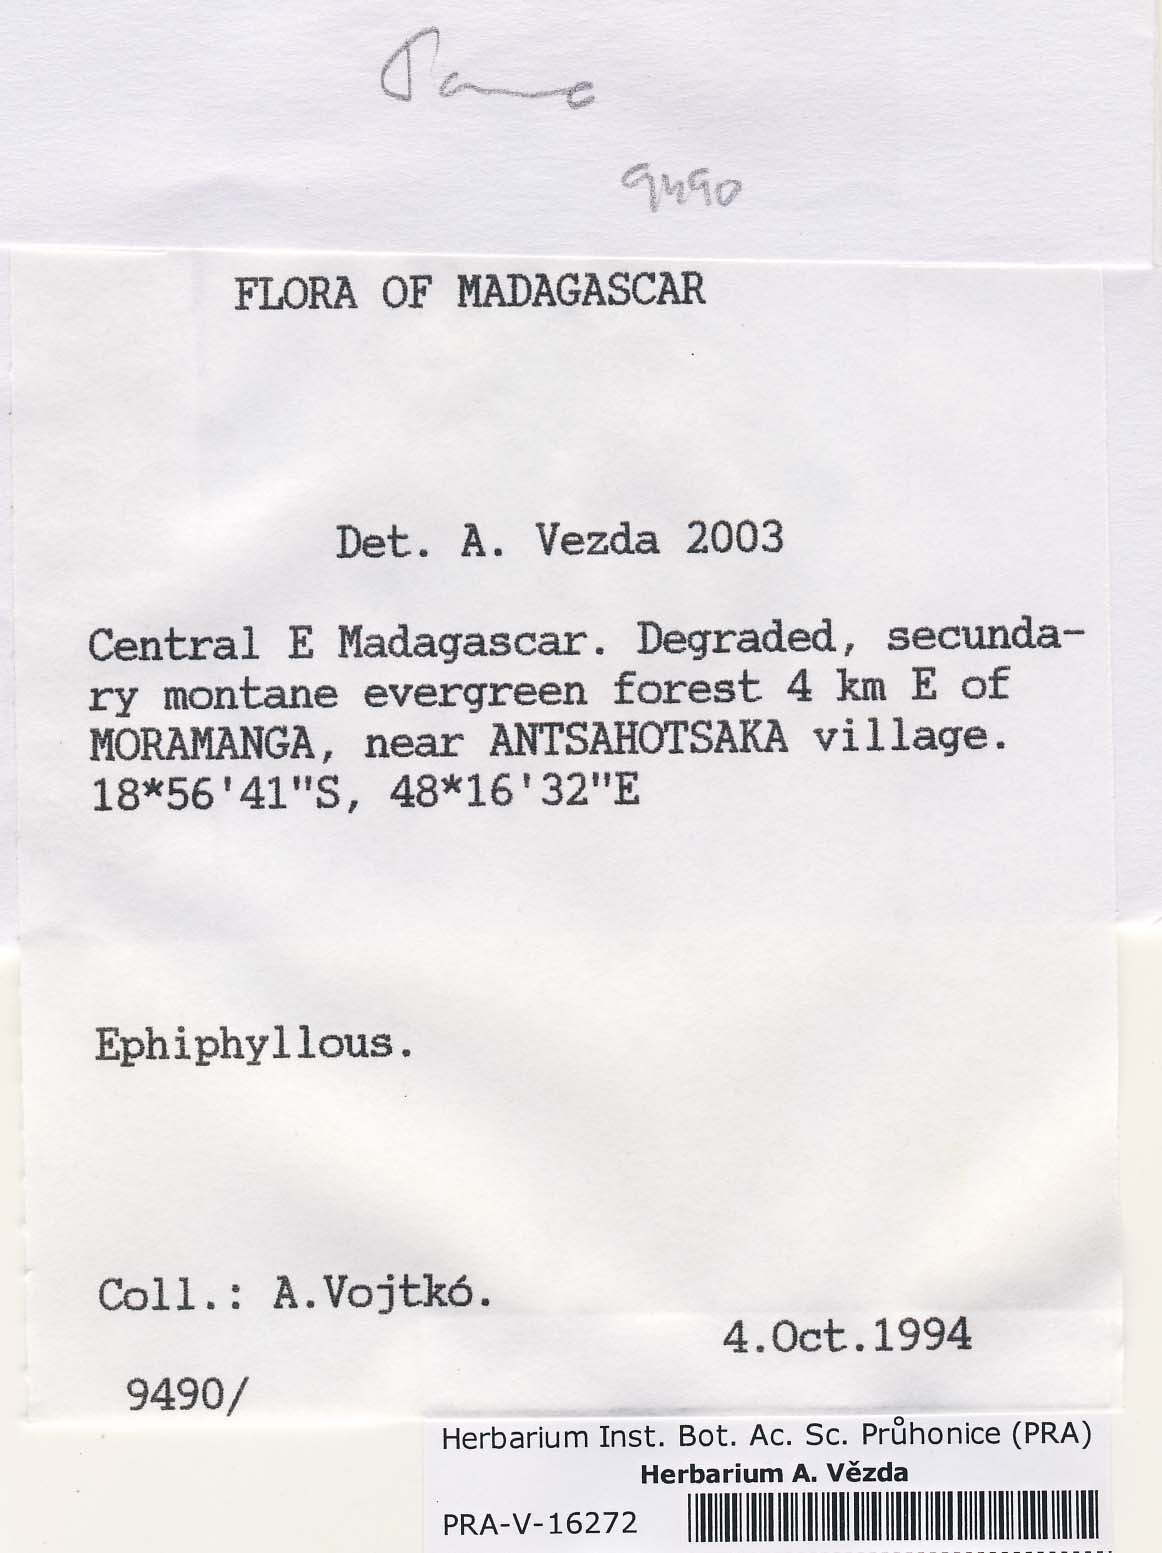 9490
FLORA OF MADAGASCAR
Det. A. Vezda 2003
Central E Madagascar. Degraded, secunda-
ry montane evergreen forest 4 km E of
MORAMANGA, near ANTSAHOTSAKA village.
18*56'41"S, 48*16'32"E
Ephiphyllous.
Coll.: A.Vojtkó.
4.Oct.1994
9490/
Herbarium Inst. Bot. Ac. Sc. Průhonice (PRA)
Herbarium A. Vězda
PRA-V-16272